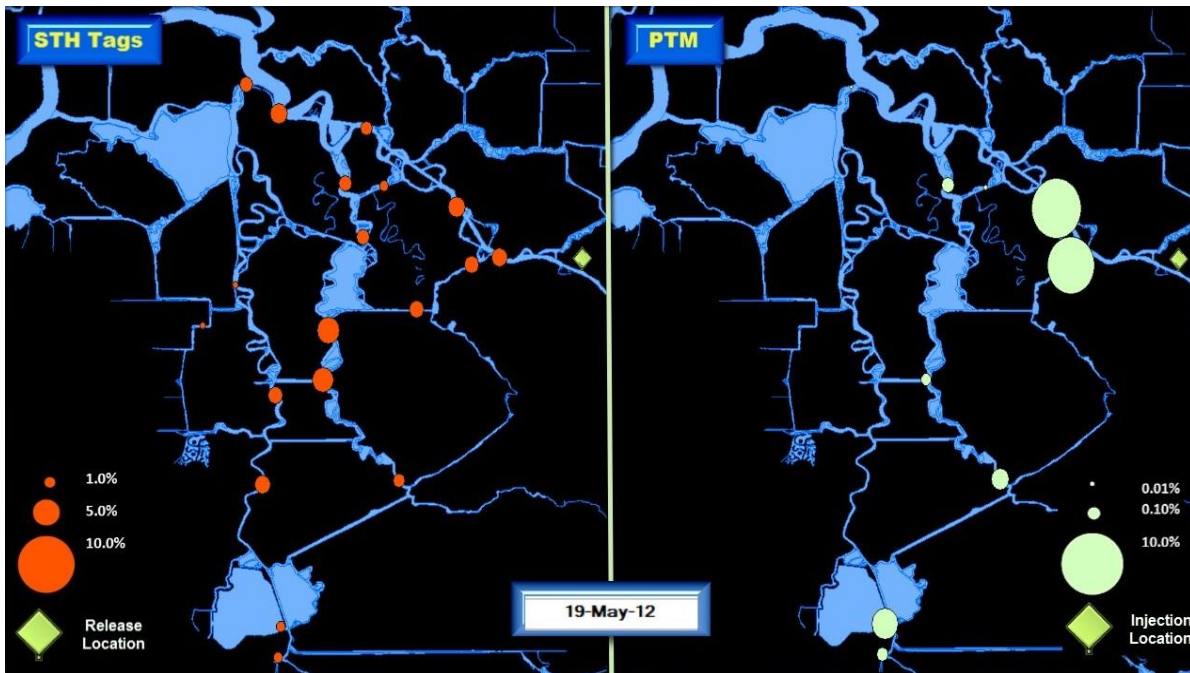 STH Tags
1.0%
5.0%
10.0%
Release
Location
PTM
0.01%
0.10%
10.0%
Injection
Location
19-May-12